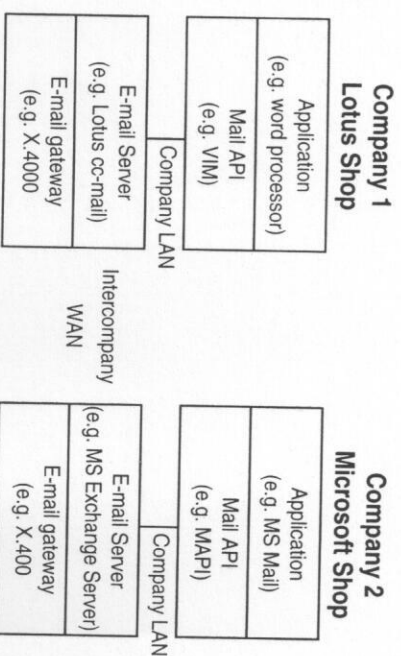 Company 1
Lotus Shop
Application
(e.g. word processor)
Mail API
(e.g. VIM)
Company LAN
E-mail Server
(e.g. Lotus cc-mail)
E-mail gateway
(e.g. X.4000)
Intercompany
WAN
Company 2
Microsoft Shop
Application
(e.g. MS Mail)
Mail API
(e.g. MAPI)
Company LAN
E-mail Server
(e.g. MS Exchange Server)
E-mail gateway
(e.g. X.400)